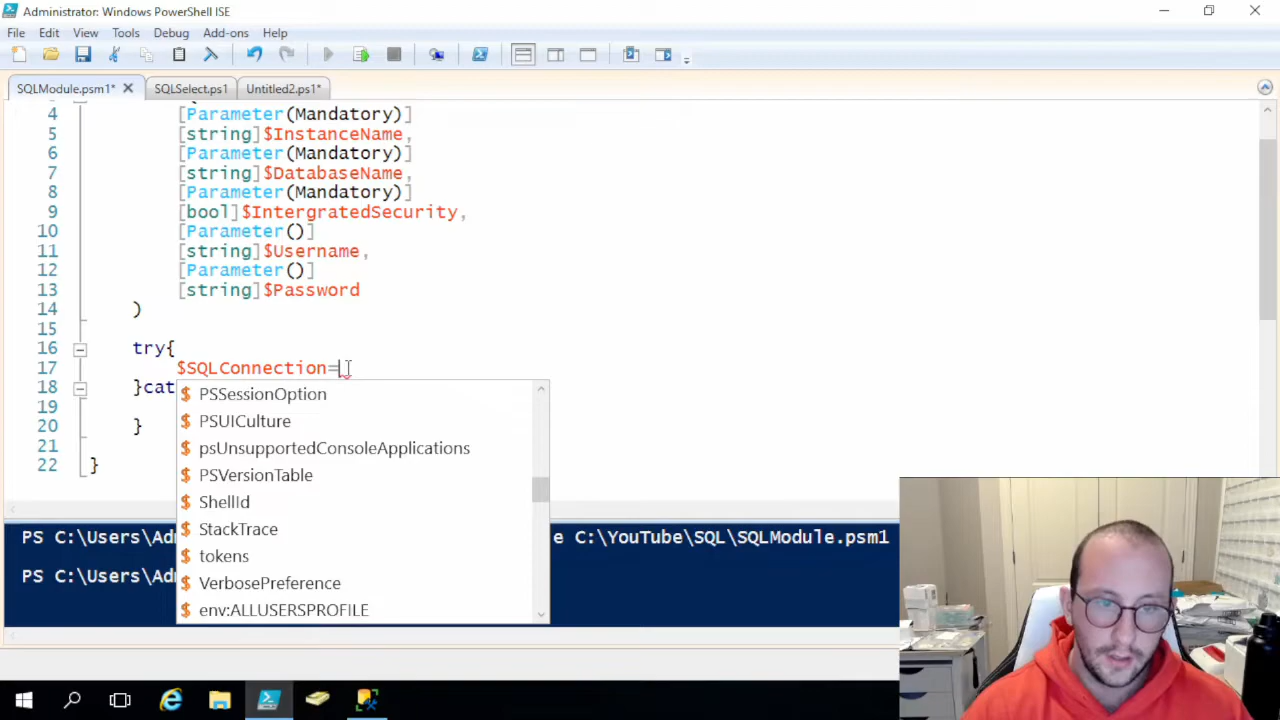 Administrator: Windows PowerShell ISE
File Edit View Tools Debug Add-ons Help
SQLModule.psm1* SQLSelect.ps1 Untitled2.ps1*
4 [Parameter(Mandatory)]
5 [string]$InstanceName,
6 [Parameter(Mandatory)]
7 [string]$DatabaseName,
8 [Parameter(Mandatory)]
9 [bool]$IntergratedSecurity,
10 [Parameter()]
11 [string]$Username,
12 [Parameter()]
13 [string]$Password
14 )
15
16 try{
17 $SQLConnection=
18 }cat
19
20 }
21
22 }
PSSessionOption
PSUICulture
psUnsupportedConsoleApplications
PSVersionTable
ShellId
StackTrace
tokens
VerbosePreference
env:ALLUSERSPROFILE
PS C:\Users\Adm e C:\YouTube\SQL\SQLModule.psm1
PS C:\Users\Adm